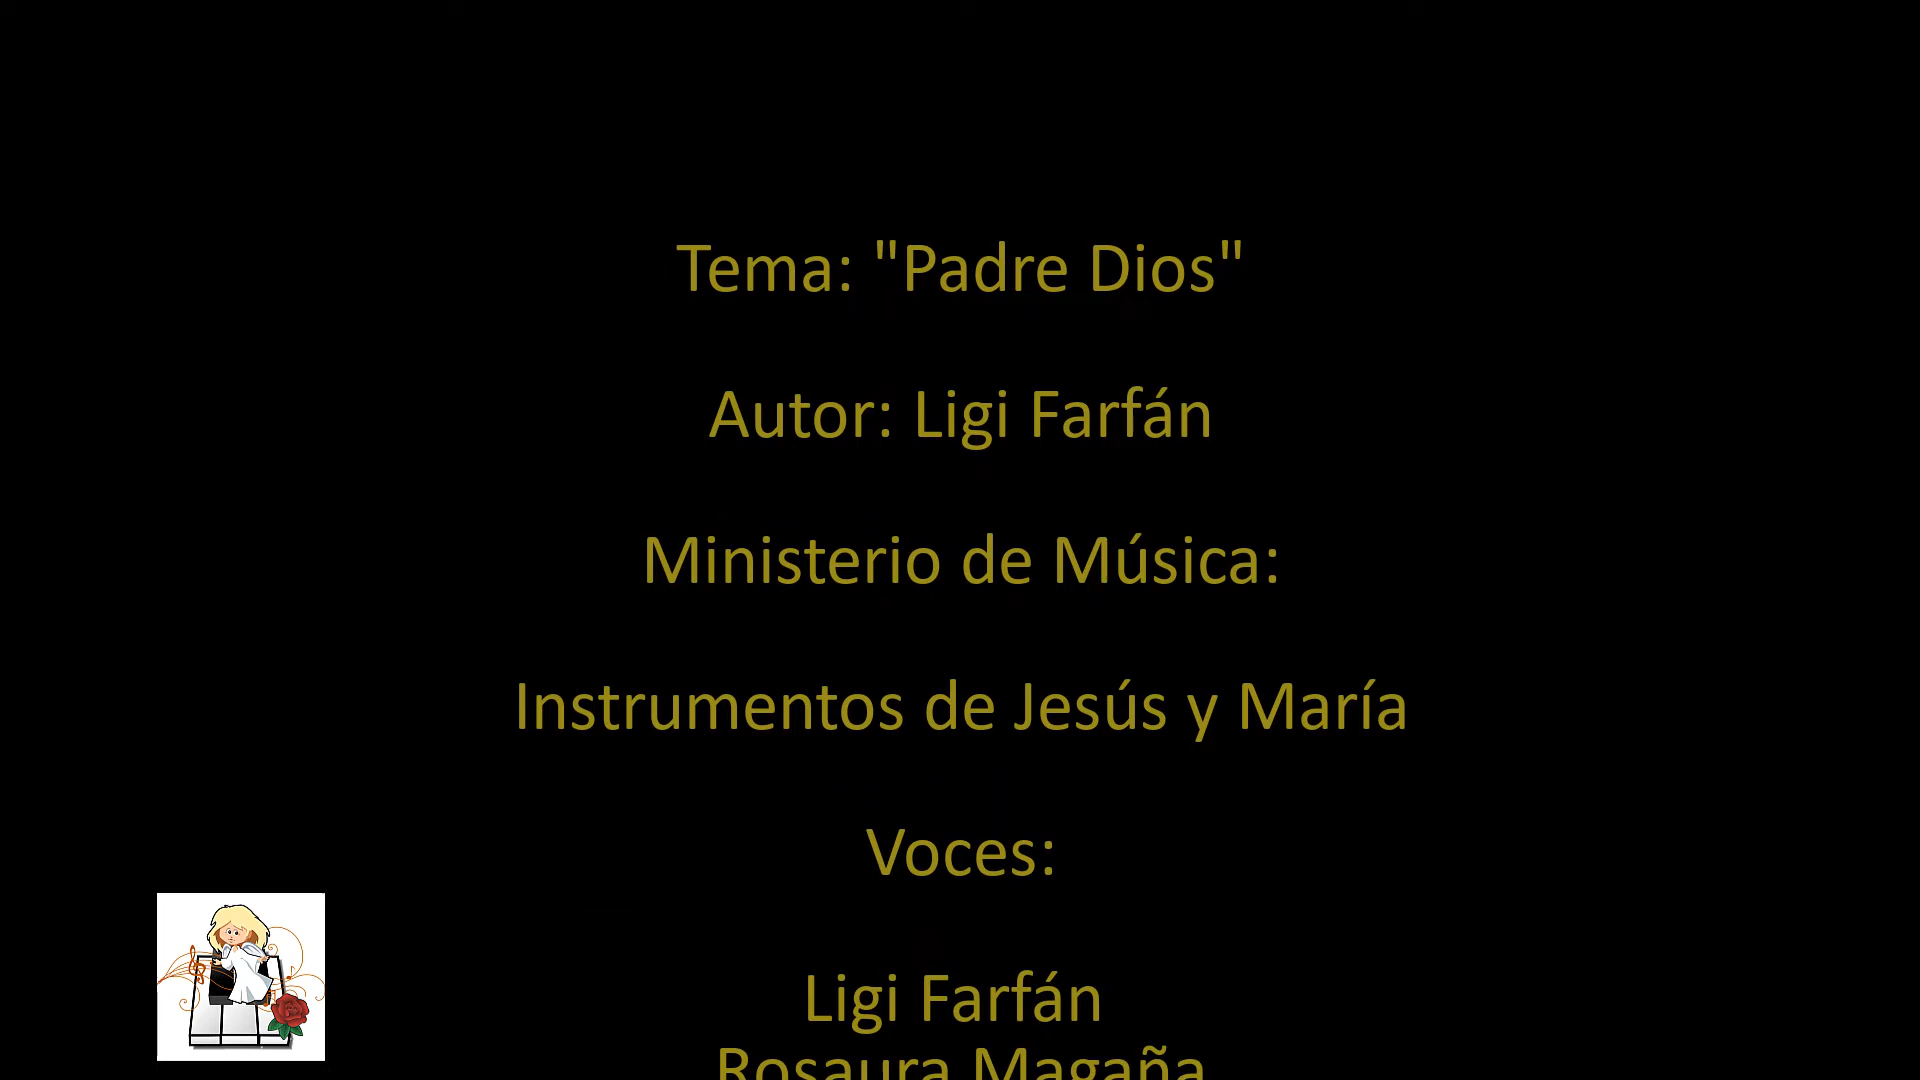 Tema: "Padre Dios"
Autor: Ligi Farfán
Ministerio de Música:
Instrumentos de Jesús y María
Voces:
Ligi Farfán
Rosaura Magaña